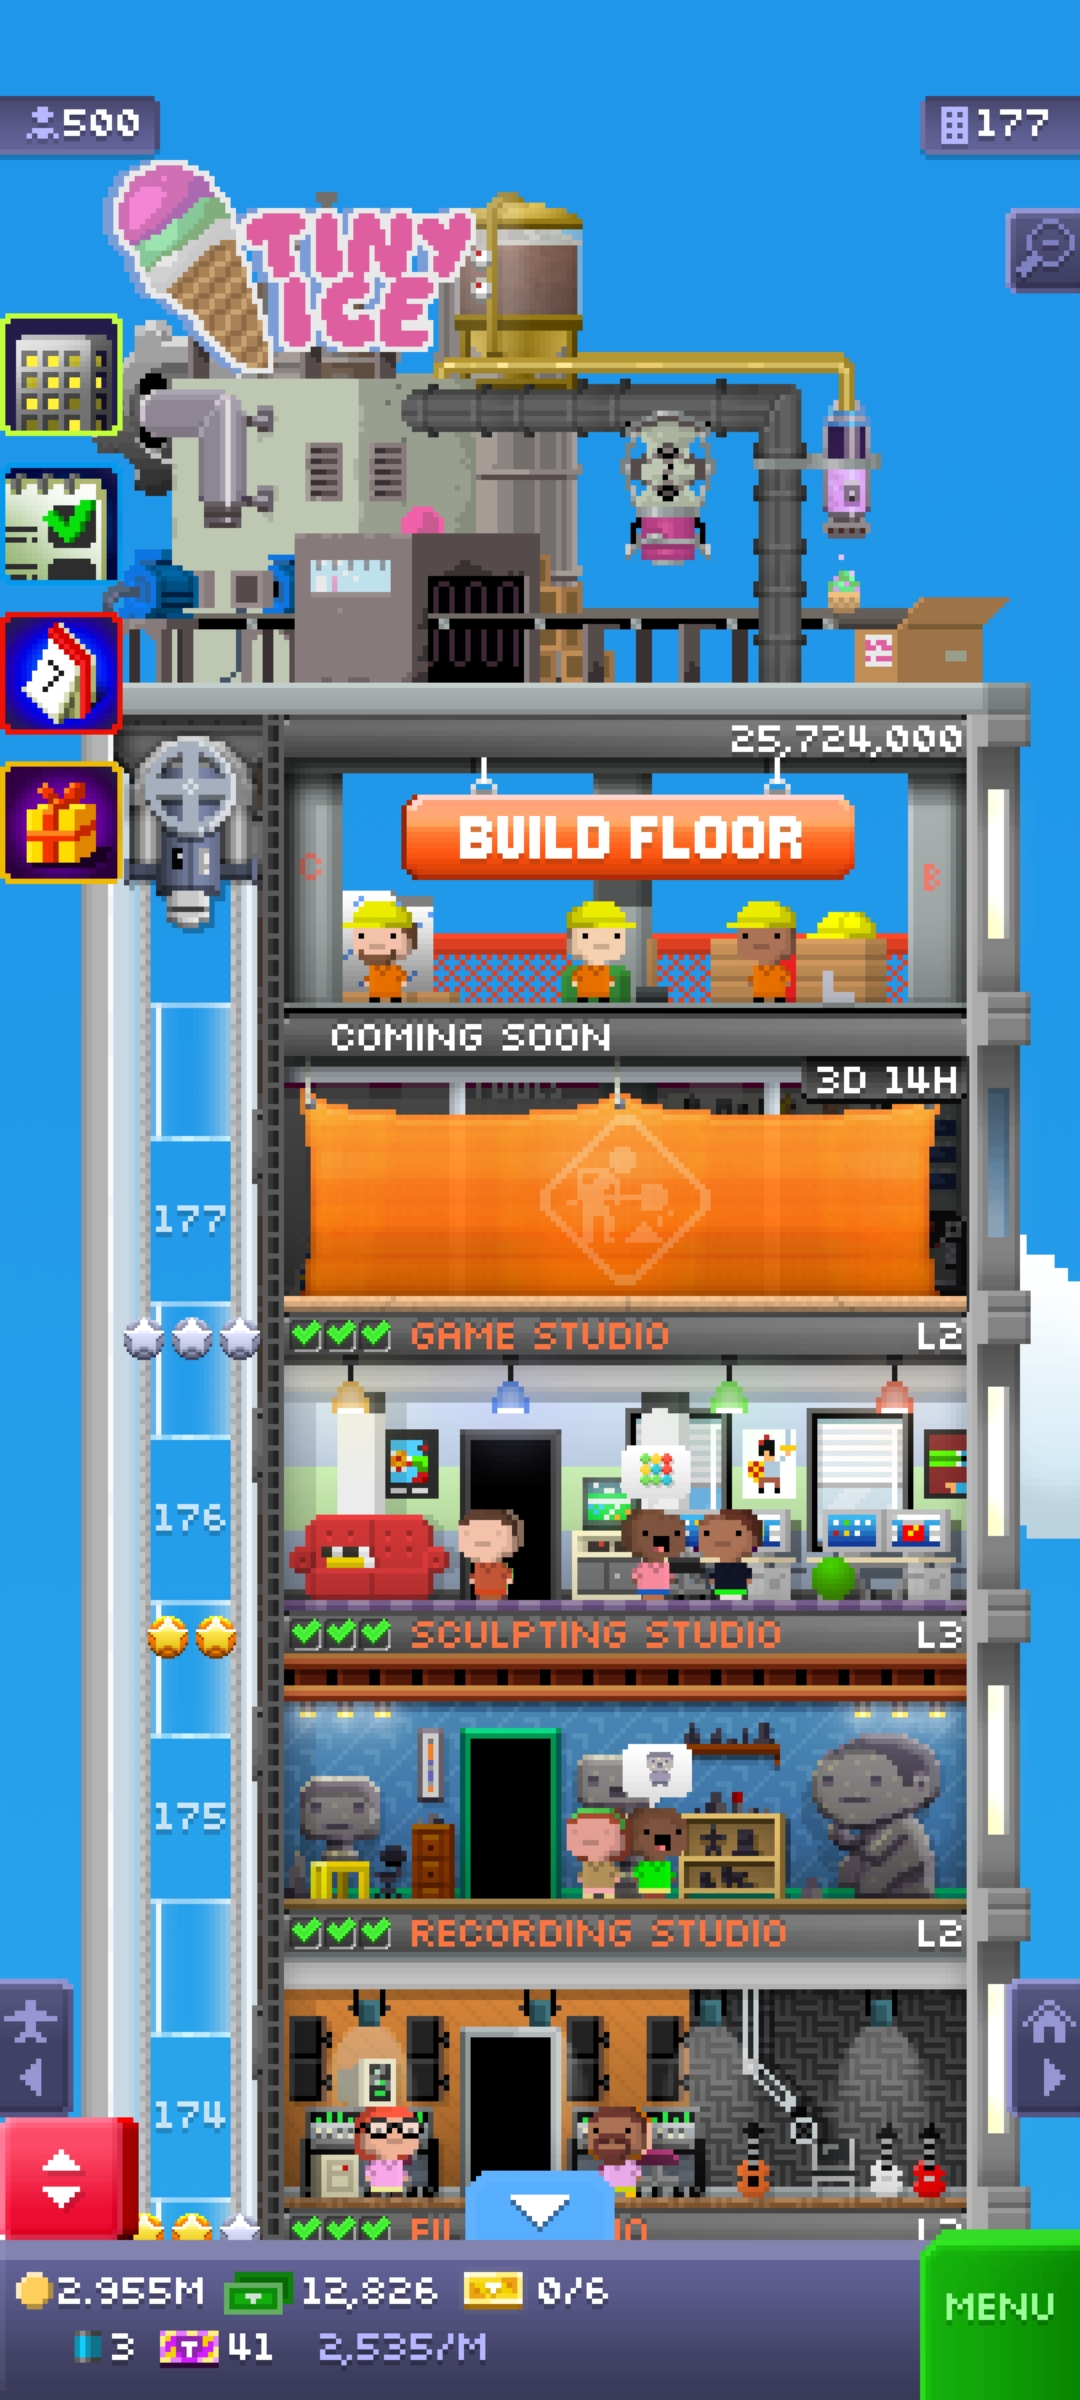 500
177
TINY
ICE
25,724,000
BUILD FLOOR
C
B
COMING SOON
3D 14H
177
GAME STUDIO
L2
176
SCULPTING STUDIO
L3
175
RECORDING STUDIO
L2
174
2.955M
12,826
0/6
3
T
41
2,535/M
MENU